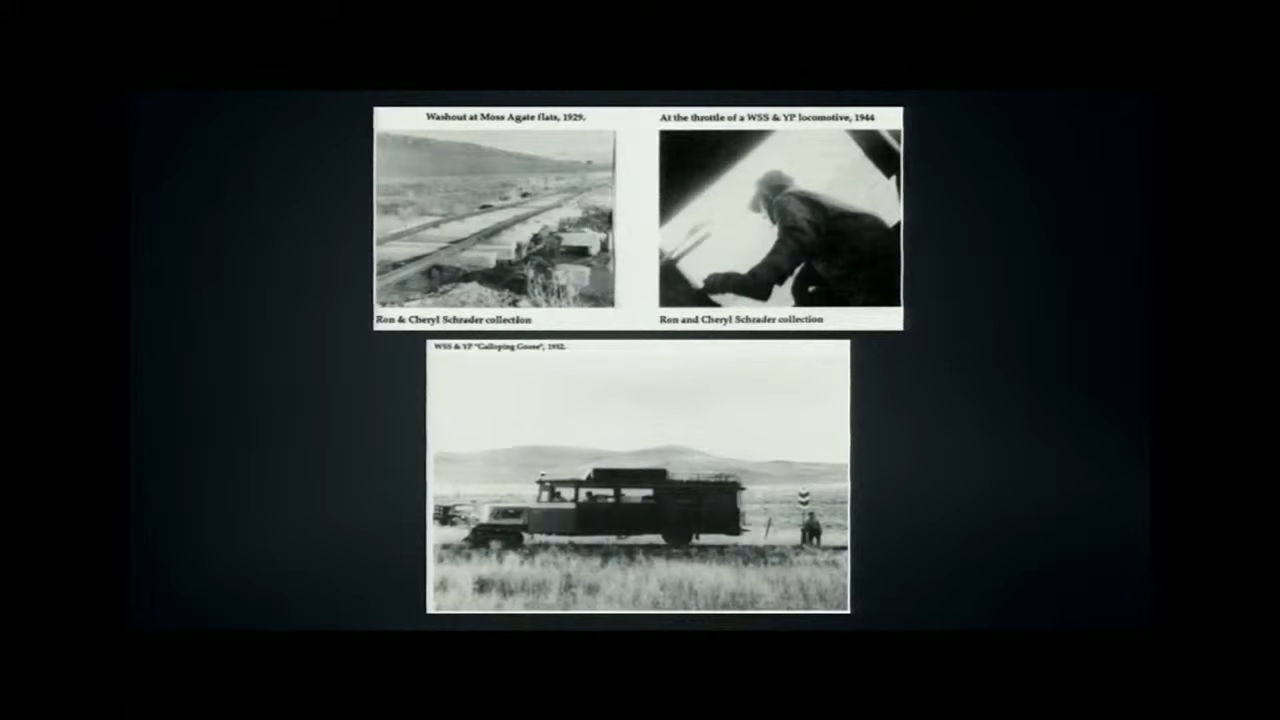 Washout at Moss Agate flats, 1929.
At the throttle of a WSS & YP locomotive, 1944
Ron & Cheryl Schrader collection
Ron and Cheryl Schrader collection
WSS & YP "Galloping Goose", 1932.